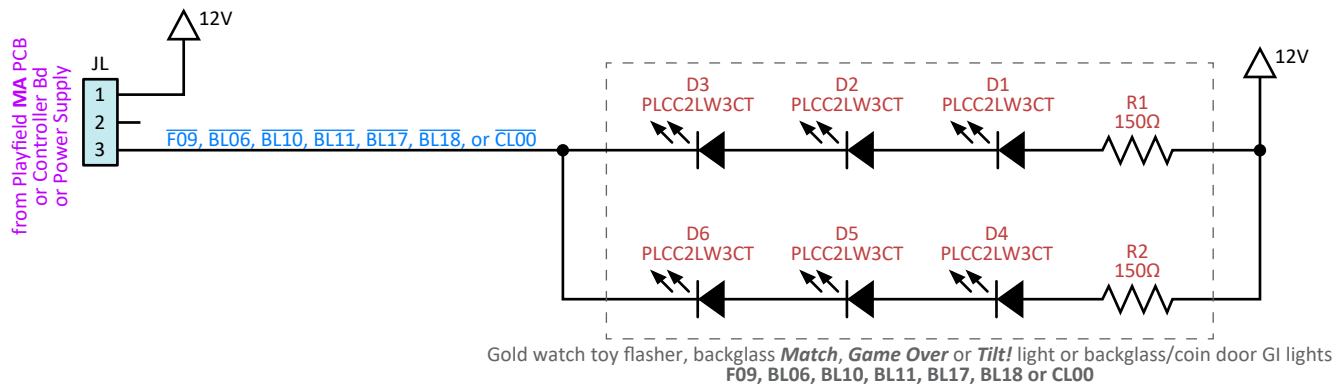 12V
JL
1
2
3
from Playfield MA PCB
or Controller Bd
or Power Supply
F09, BL06, BL10, BL11, BL17, BL18, or CL00
12V
D3
PLCC2LW3CT
D2
PLCC2LW3CT
D1
PLCC2LW3CT
R1
150Ω
D6
PLCC2LW3CT
D5
PLCC2LW3CT
D4
PLCC2LW3CT
R2
150Ω
Gold watch toy flasher, backglass Match, Game Over or Tilt! light or backglass/coin door GI lights
F09, BL06, BL10, BL11, BL17, BL18 or CL00